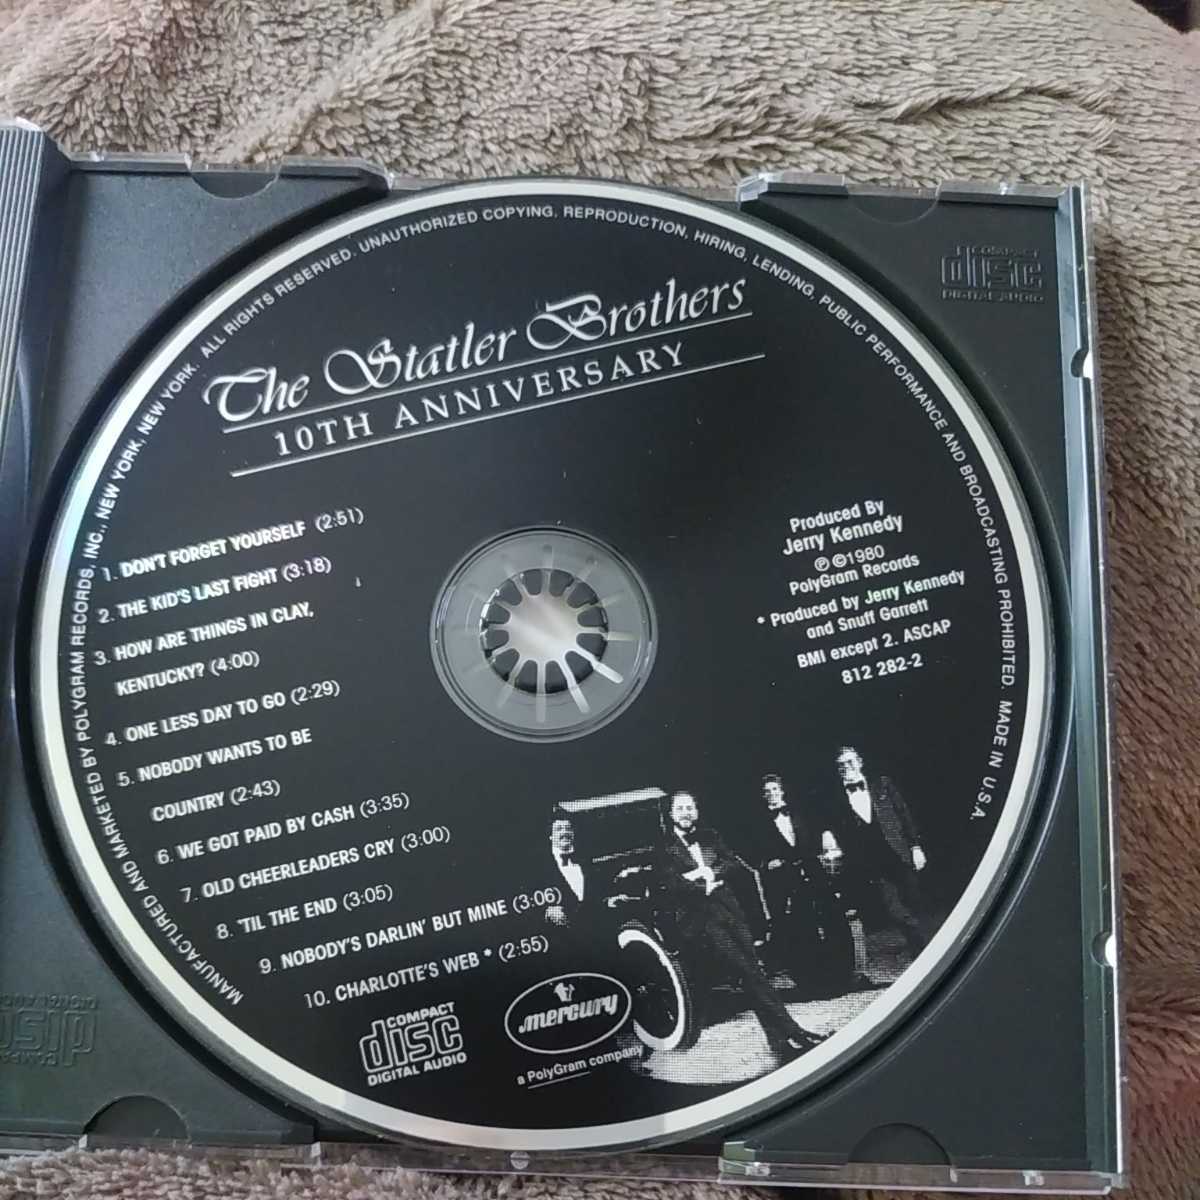 The Statler Brothers
10TH ANNIVERSARY
1. DON'T FORGET YOURSELF (2:51)
2. THE KID'S LAST FIGHT (3:18)
3. HOW ARE THINGS IN CLAY,
KENTUCKY? (4:00)
4. ONE LESS DAY TO GO (2:29)
5. NOBODY WANTS TO BE
COUNTRY (2:43)
6. WE GOT PAID BY CASH (3:35)
7. OLD CHEERLEADERS CRY (3:00)
8. 'TIL THE END (3:05)
9. NOBODY'S DARLIN' BUT MINE (3:06)
10. CHARLOTTE'S WEB * (2:55)
Produced By
Jerry Kennedy
℗ ©1980
PolyGram Records
* Produced by Jerry Kennedy
and Snuff Garrett
BMI except 2. ASCAP
812 282-2
COMPACT
disc
DIGITAL AUDIO
mercury
a PolyGram company
MANUFACTURED AND MARKETED BY POLYGRAM RECORDS, INC., NEW YORK, NEW YORK. ALL RIGHTS RESERVED. UNAUTHORIZED COPYING, REPRODUCTION, HIRING, LENDING, PUBLIC PERFORMANCE AND BROADCASTING PROHIBITED. MADE IN U.S.A.
COMPACT
disc
DIGITAL AUDIO
COMPACT
disc
DIGITAL AUDIO